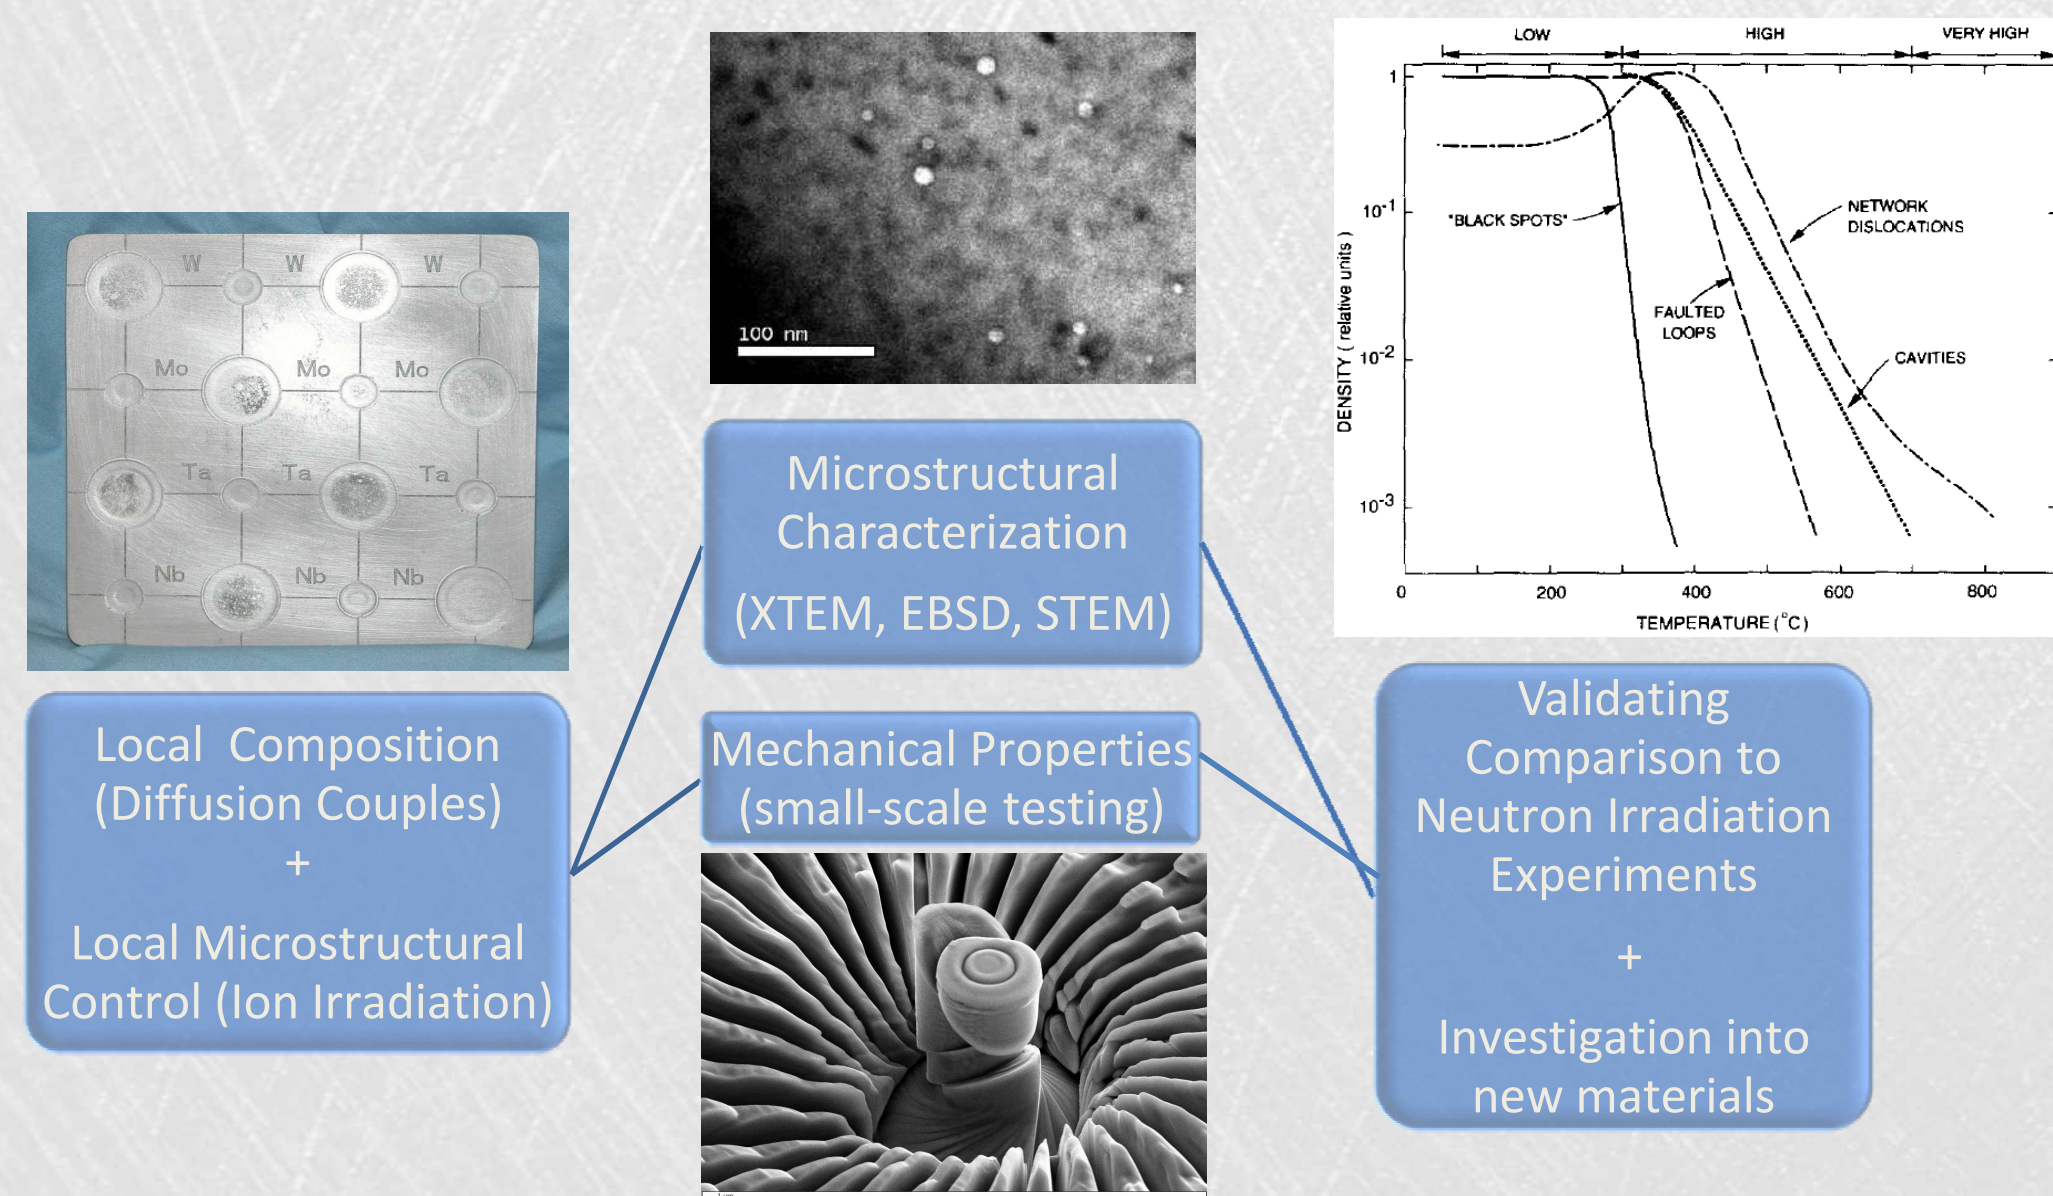 W W W
Mo Mo Mo
Ta Ta Ta
Nb Nb Nb
Local Composition
(Diffusion Couples)
+
Local Microstructural
Control (Ion Irradiation)
100 nm
Microstructural
Characterization
(XTEM, EBSD, STEM)
Mechanical Properties
(small-scale testing)
LOW HIGH VERY HIGH
1
10-1
10-2
10-3
DENSITY ( relative units )
"BLACK SPOTS"
NETWORK
DISLOCATIONS
FAULTED
LOOPS
CAVITIES
0 200 400 600 800
TEMPERATURE (°C)
Validating
Comparison to
Neutron Irradiation
Experiments
+
Investigation into
new materials